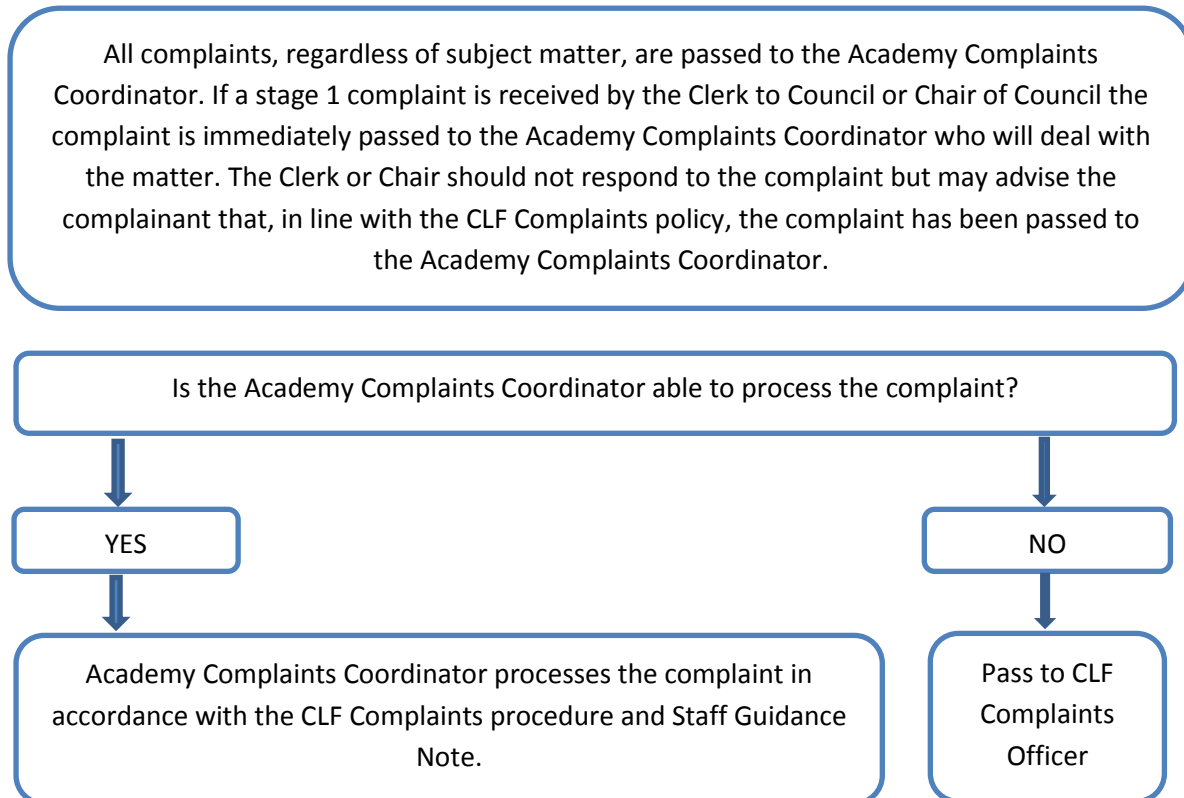 All complaints, regardless of subject matter, are passed to the Academy Complaints
Coordinator. If a stage 1 complaint is received by the Clerk to Council or Chair of Council the
complaint is immediately passed to the Academy Complaints Coordinator who will deal with
the matter. The Clerk or Chair should not respond to the complaint but may advise the
complainant that, in line with the CLF Complaints policy, the complaint has been passed to
the Academy Complaints Coordinator.
Is the Academy Complaints Coordinator able to process the complaint?
YES
NO
Academy Complaints Coordinator processes the complaint in
accordance with the CLF Complaints procedure and Staff Guidance
Note.
Pass to CLF
Complaints
Officer